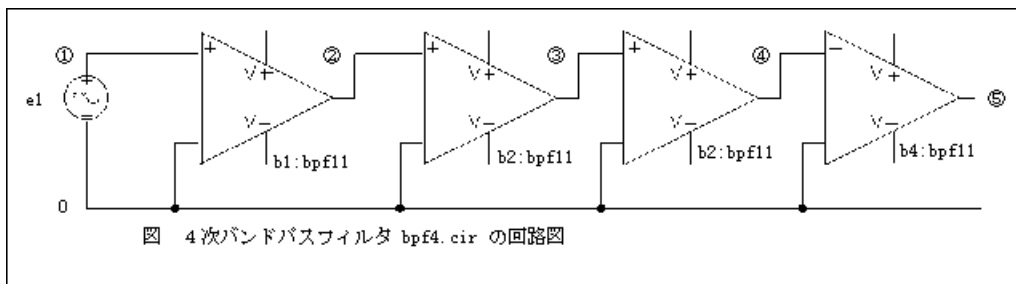 ①
②
③
④
⑤
e1
+
+
+
−
V+
V+
V+
V+
V−
V−
V−
V−
b1:bpf11
b2:bpf11
b2:bpf11
b4:bpf11
0
図 4次バンドパスフィルタ bpf4.cir の回路図